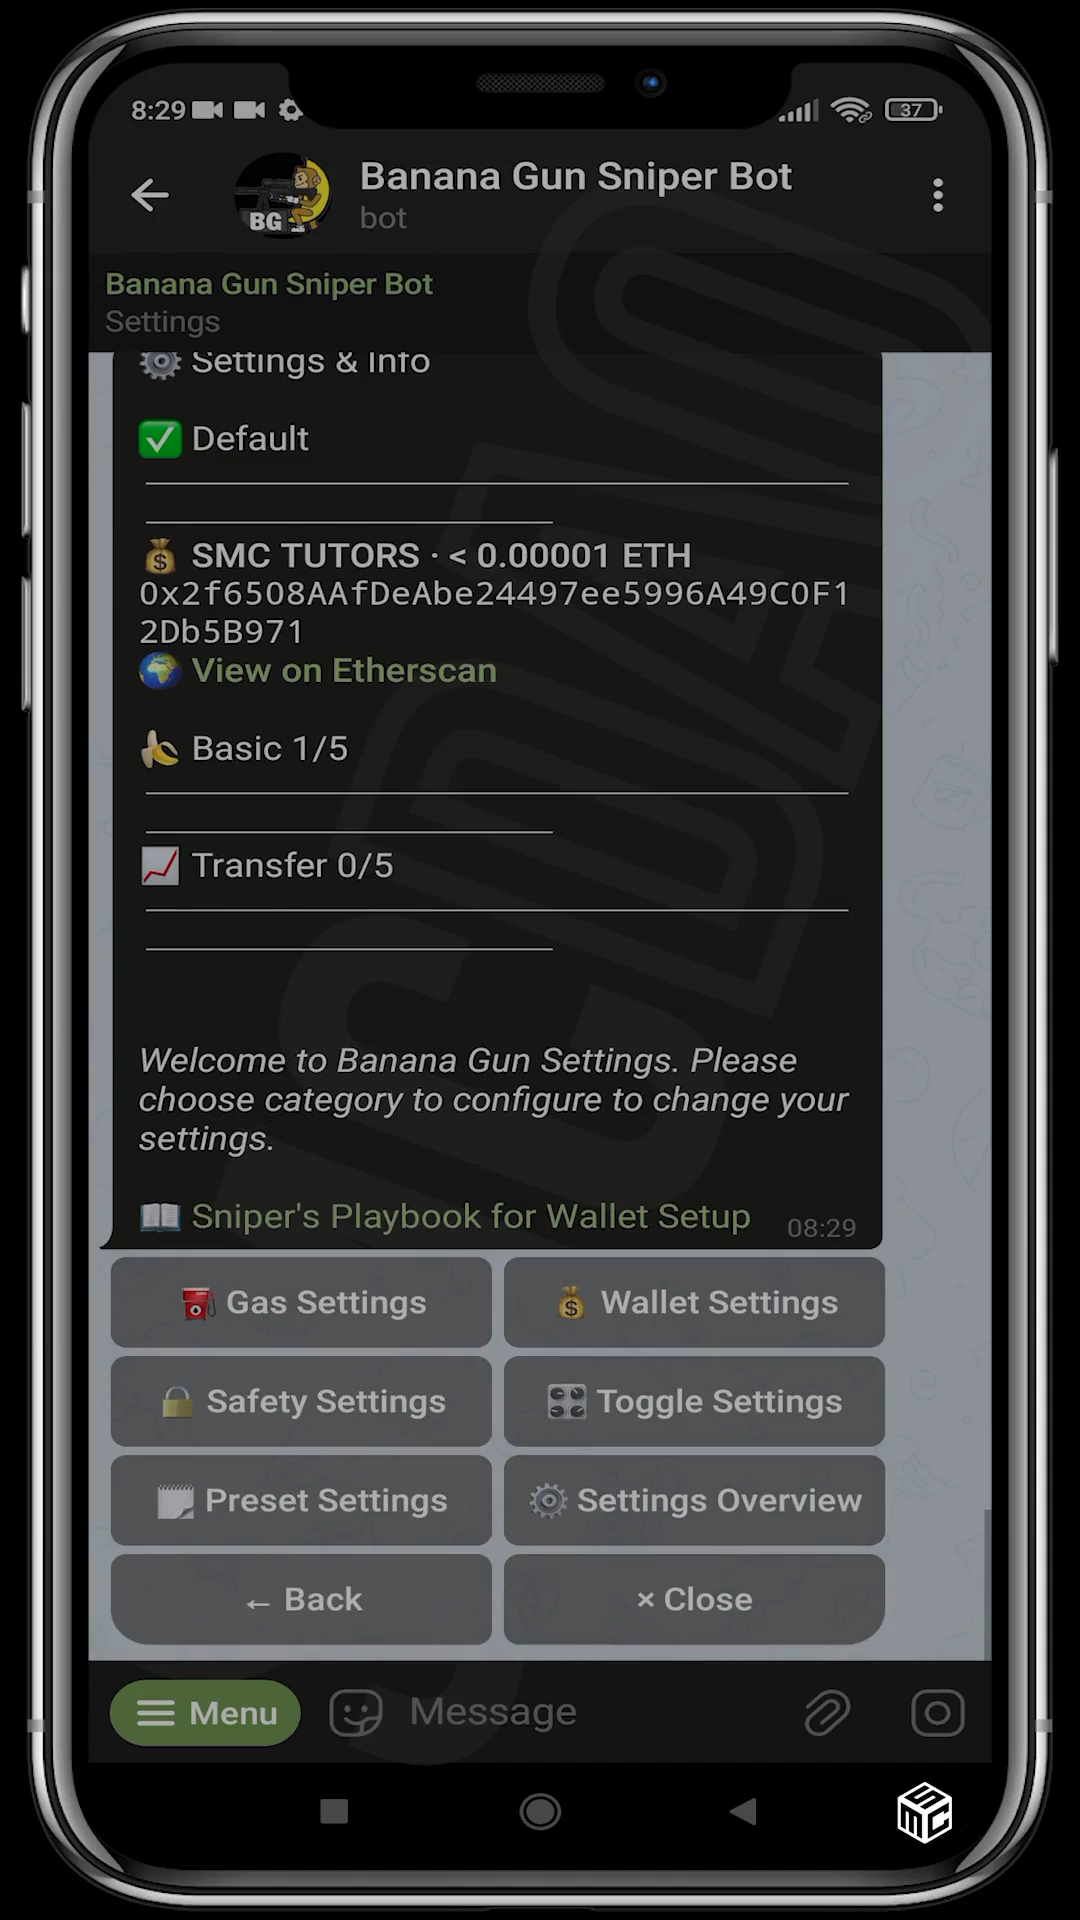 8:29
37
Banana Gun Sniper Bot
bot
BG
Banana Gun Sniper Bot
Settings
Settings & Info
Default
SMC TUTORS · < 0.00001 ETH
0x2f6508AAfDeAbe24497ee5996A49C0F1
2Db5B971
View on Etherscan
Basic 1/5
Transfer 0/5
Welcome to Banana Gun Settings. Please
choose category to configure to change your
settings.
Sniper's Playbook for Wallet Setup
08:29
Gas Settings
Wallet Settings
Safety Settings
Toggle Settings
Preset Settings
Settings Overview
← Back
× Close
Menu
Message
SMC